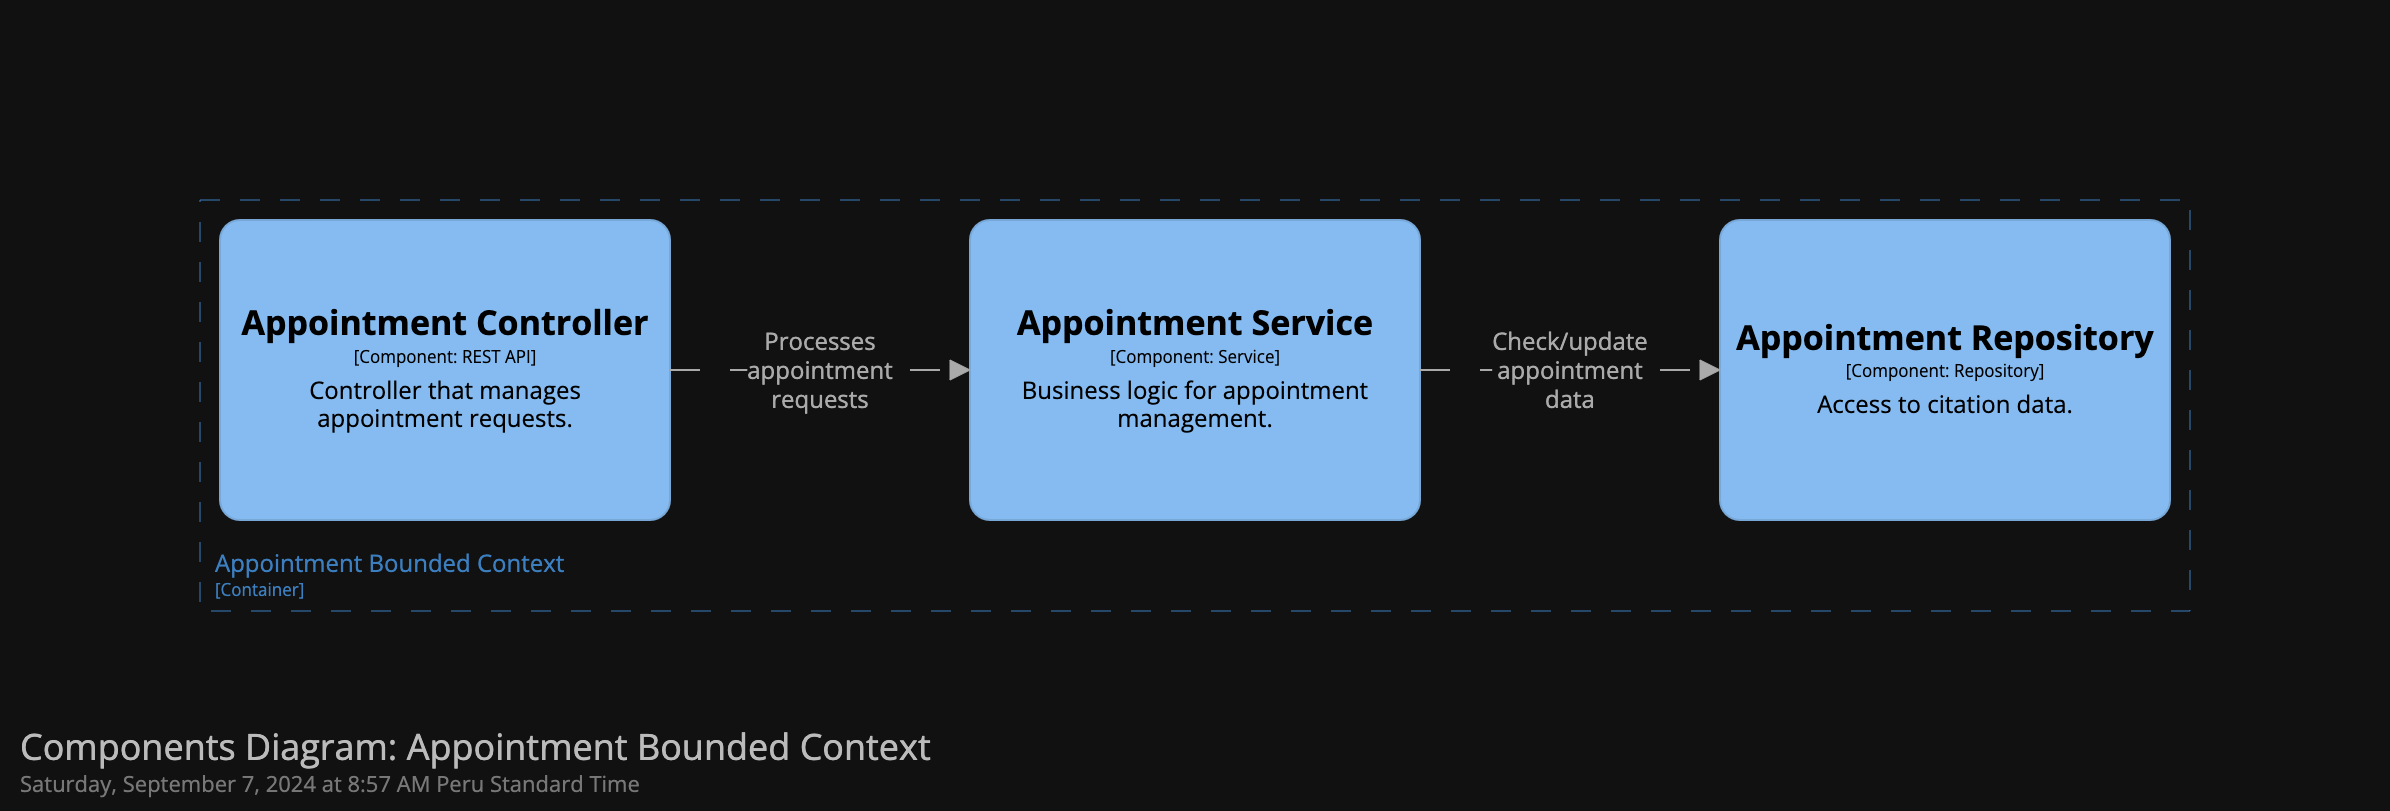 Appointment Controller
[Component: REST API]
Controller that manages
appointment requests.
Processes
appointment
requests
Appointment Service
[Component: Service]
Business logic for appointment
management.
Check/update
appointment
data
Appointment Repository
[Component: Repository]
Access to citation data.
Appointment Bounded Context
[Container]
Components Diagram: Appointment Bounded Context
Saturday, September 7, 2024 at 8:57 AM Peru Standard Time